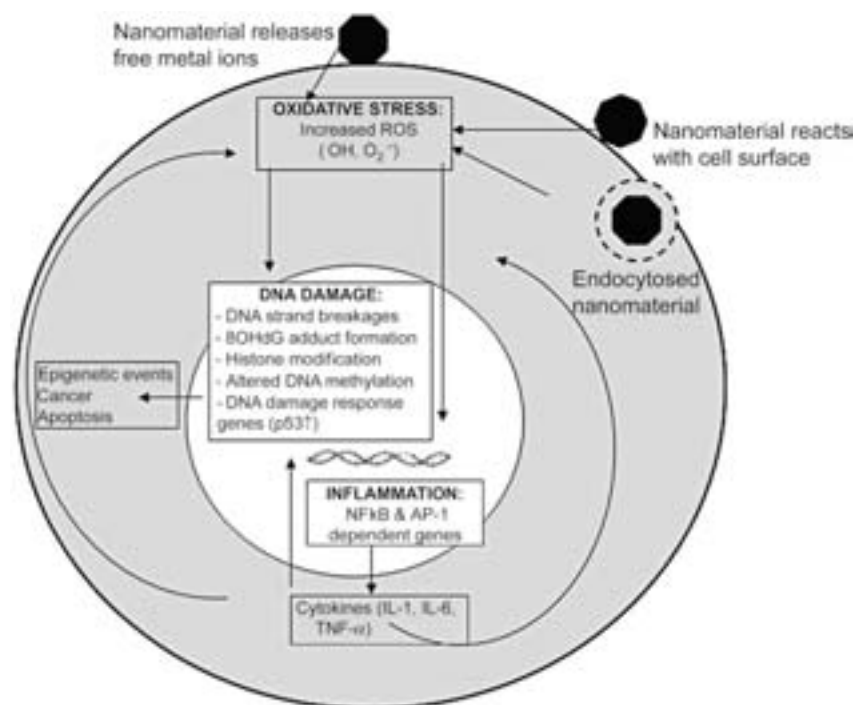 Nanomaterial releases
free metal ions
OXIDATIVE STRESS:
Increased ROS
( OH, O₂⁻)
Nanomaterial reacts
with cell surface
Endocytosed
nanomaterial
DNA DAMAGE:
- DNA strand breakages
- 8OHdG adduct formation
- Histone modification
- Altered DNA methylation
- DNA damage response
genes (p53↑)
Epigenetic events
Cancer
Apoptosis
INFLAMMATION:
NFkB & AP-1
dependent genes
Cytokines (IL-1, IL-6,
TNF-α)